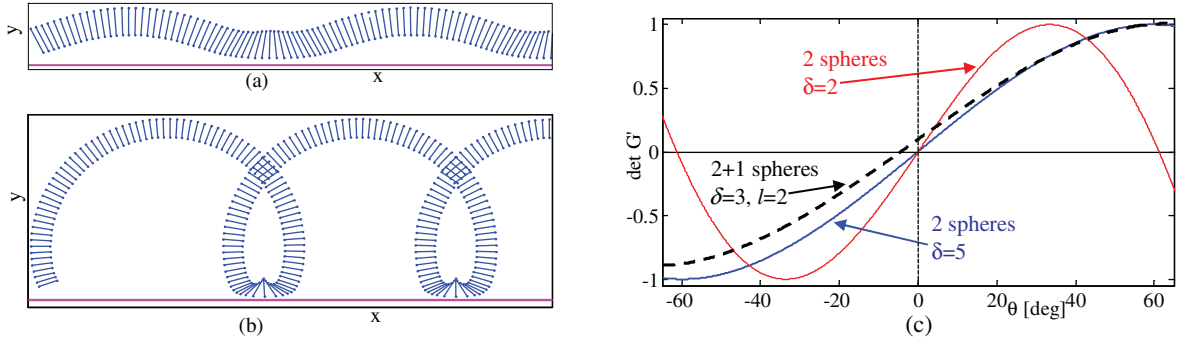 y
(a)
x
y
(b)
x
1
0.5
0
-0.5
-1
det G'
2 spheres
δ=2
2+1 spheres
δ=3, l=2
2 spheres
δ=5
-60
-40
-20
0
20
40
60
θ [deg]
(c)